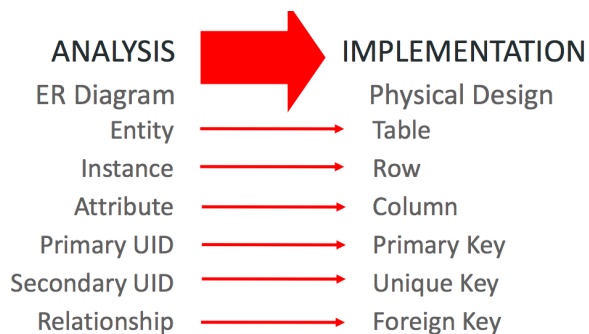 ANALYSIS IMPLEMENTATION
ER Diagram Physical Design
Entity Table
Instance Row
Attribute Column
Primary UID Primary Key
Secondary UID Unique Key
Relationship Foreign Key